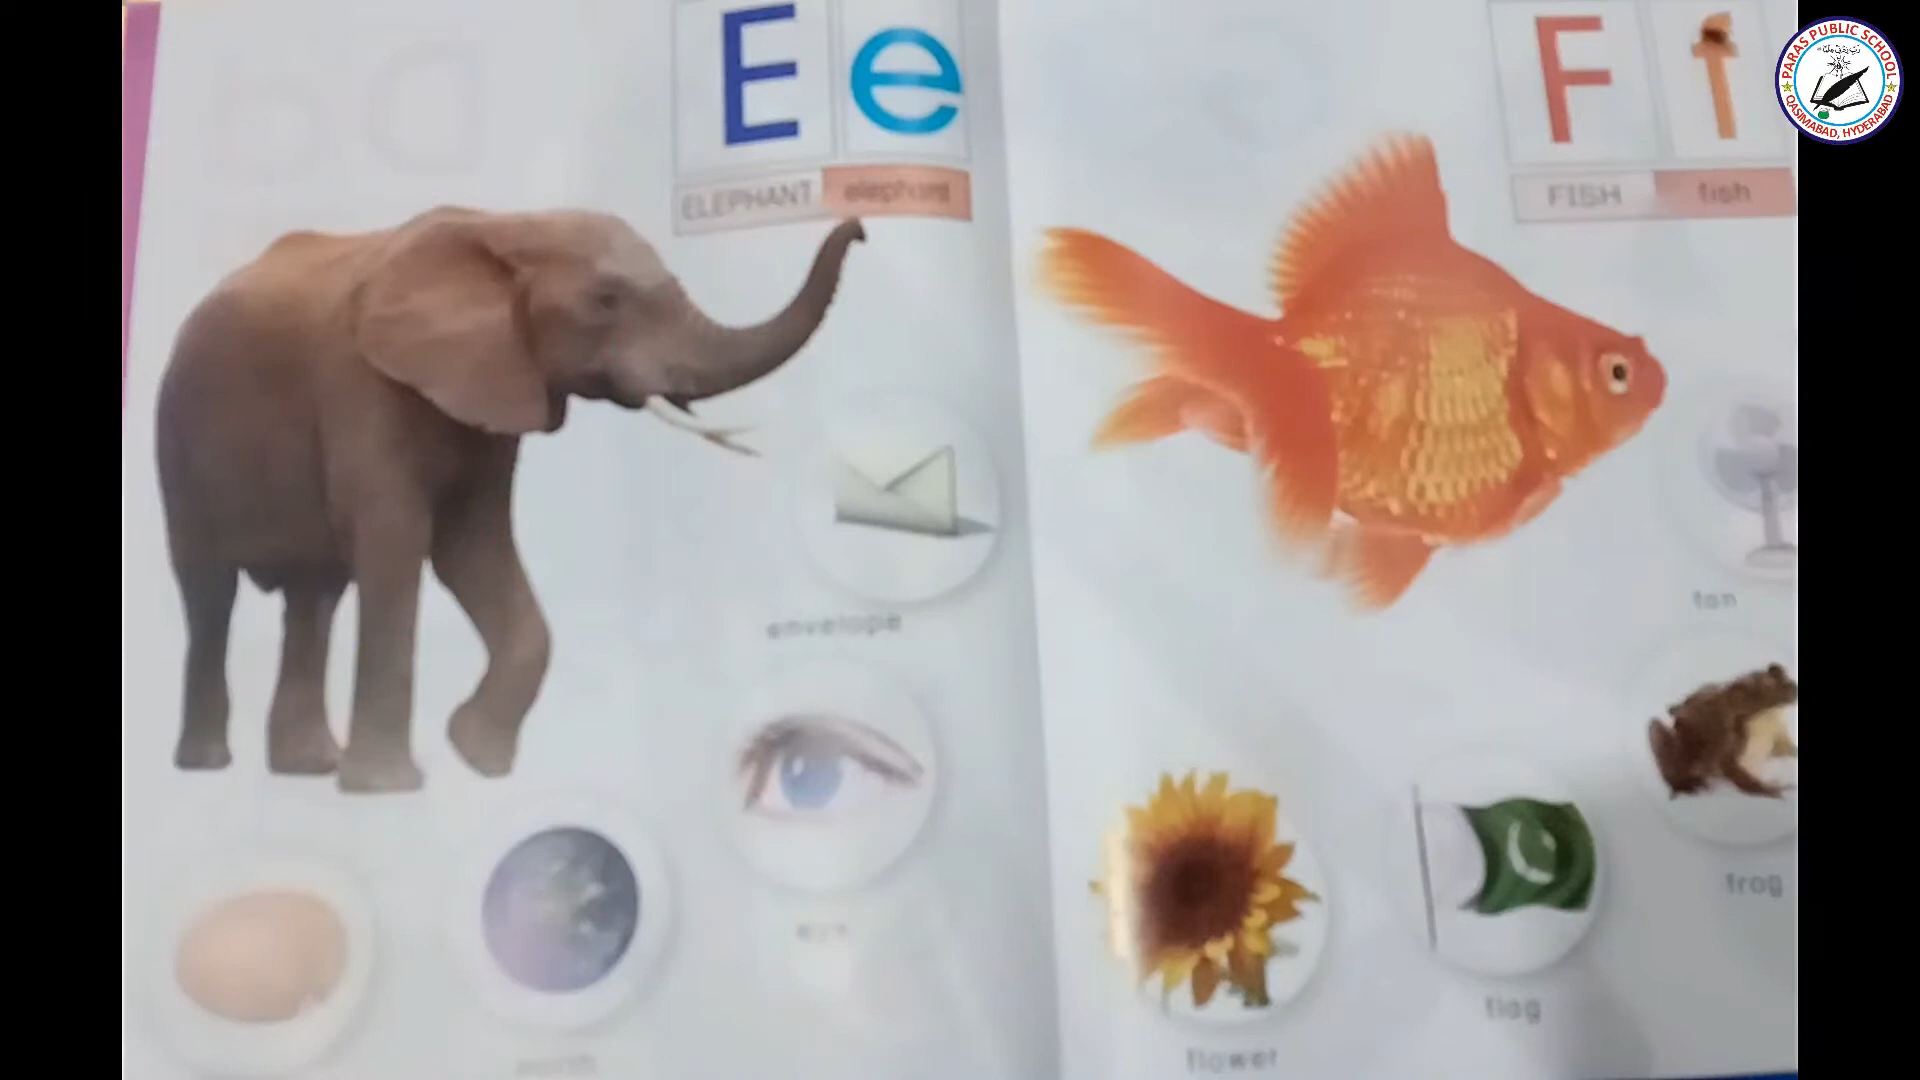 E e
ELEPHANT elephant
envelope
eye
earth
F f
FISH fish
fan
frog
flag
flower
PARAS PUBLIC SCHOOL
QASIMABAD, HYDERABAD